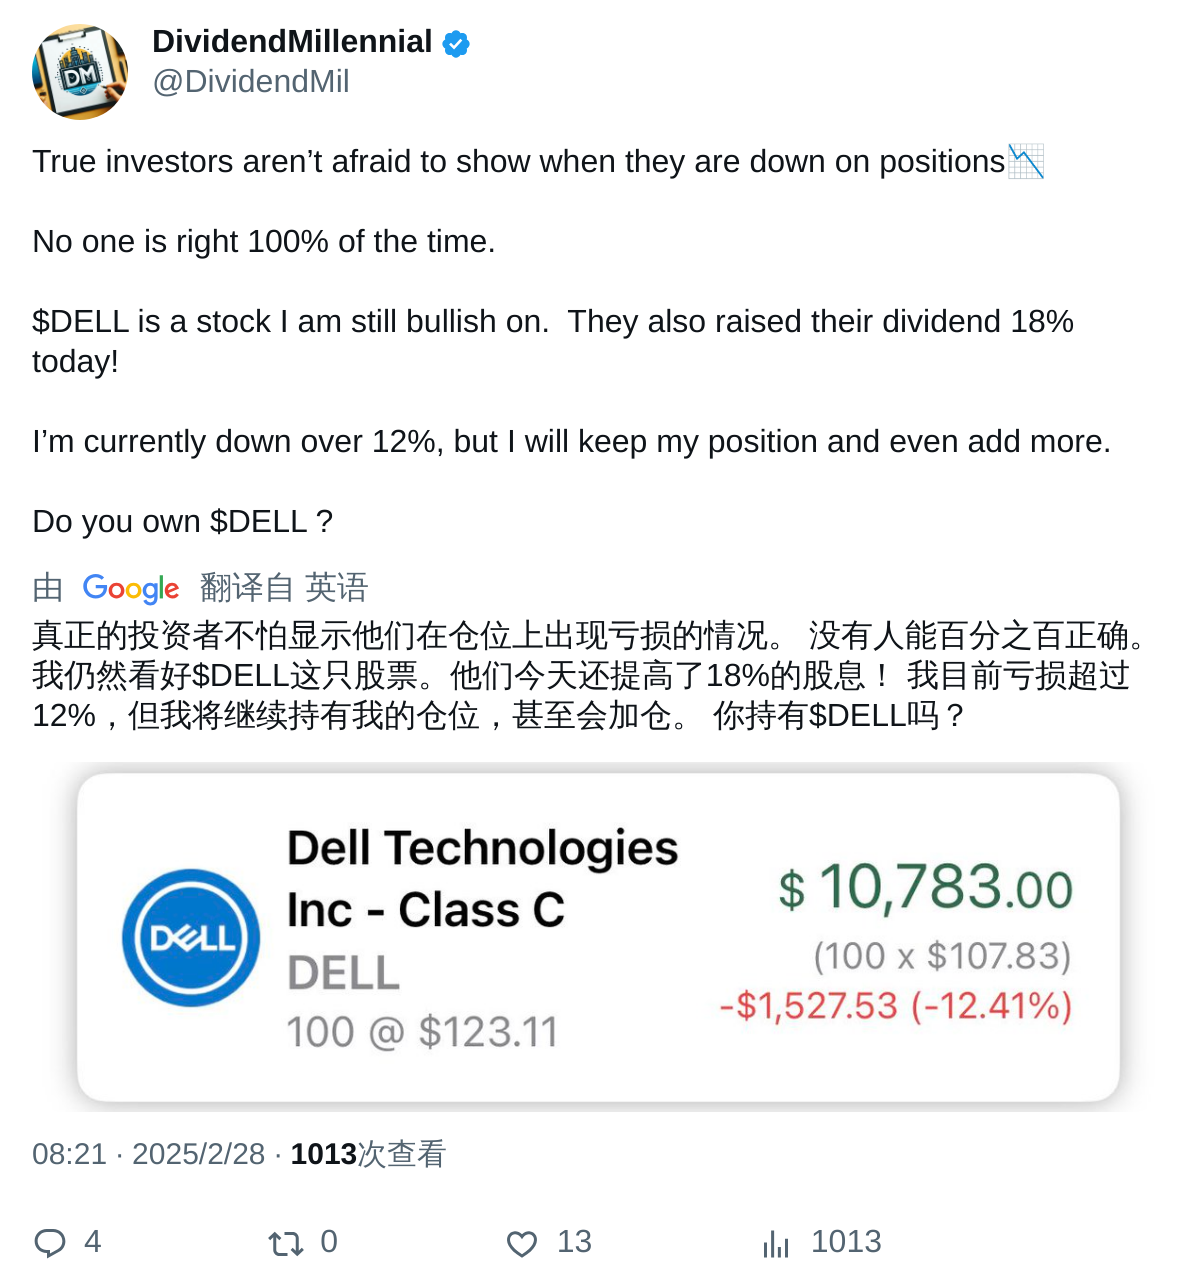 DividendMillennial
@DividendMil
True investors aren’t afraid to show when they are down on positions📉
No one is right 100% of the time.
$DELL is a stock I am still bullish on.  They also raised their dividend 18%
today!
I’m currently down over 12%, but I will keep my position and even add more.
Do you own $DELL ?
由 Google 翻译自 英语
真正的投资者不怕显示他们在仓位上出现亏损的情况。 没有人能百分之百正确。
我仍然看好$DELL这只股票。他们今天还提高了18%的股息！ 我目前亏损超过
12%，但我将继续持有我的仓位，甚至会加仓。 你持有$DELL吗？
Dell Technologies
Inc - Class C
DELL
100 @ $123.11
$ 10,783.00
(100 x $107.83)
-$1,527.53 (-12.41%)
DELL
08:21 · 2025/2/28 · 1013次查看
4 0 13 1013
DM